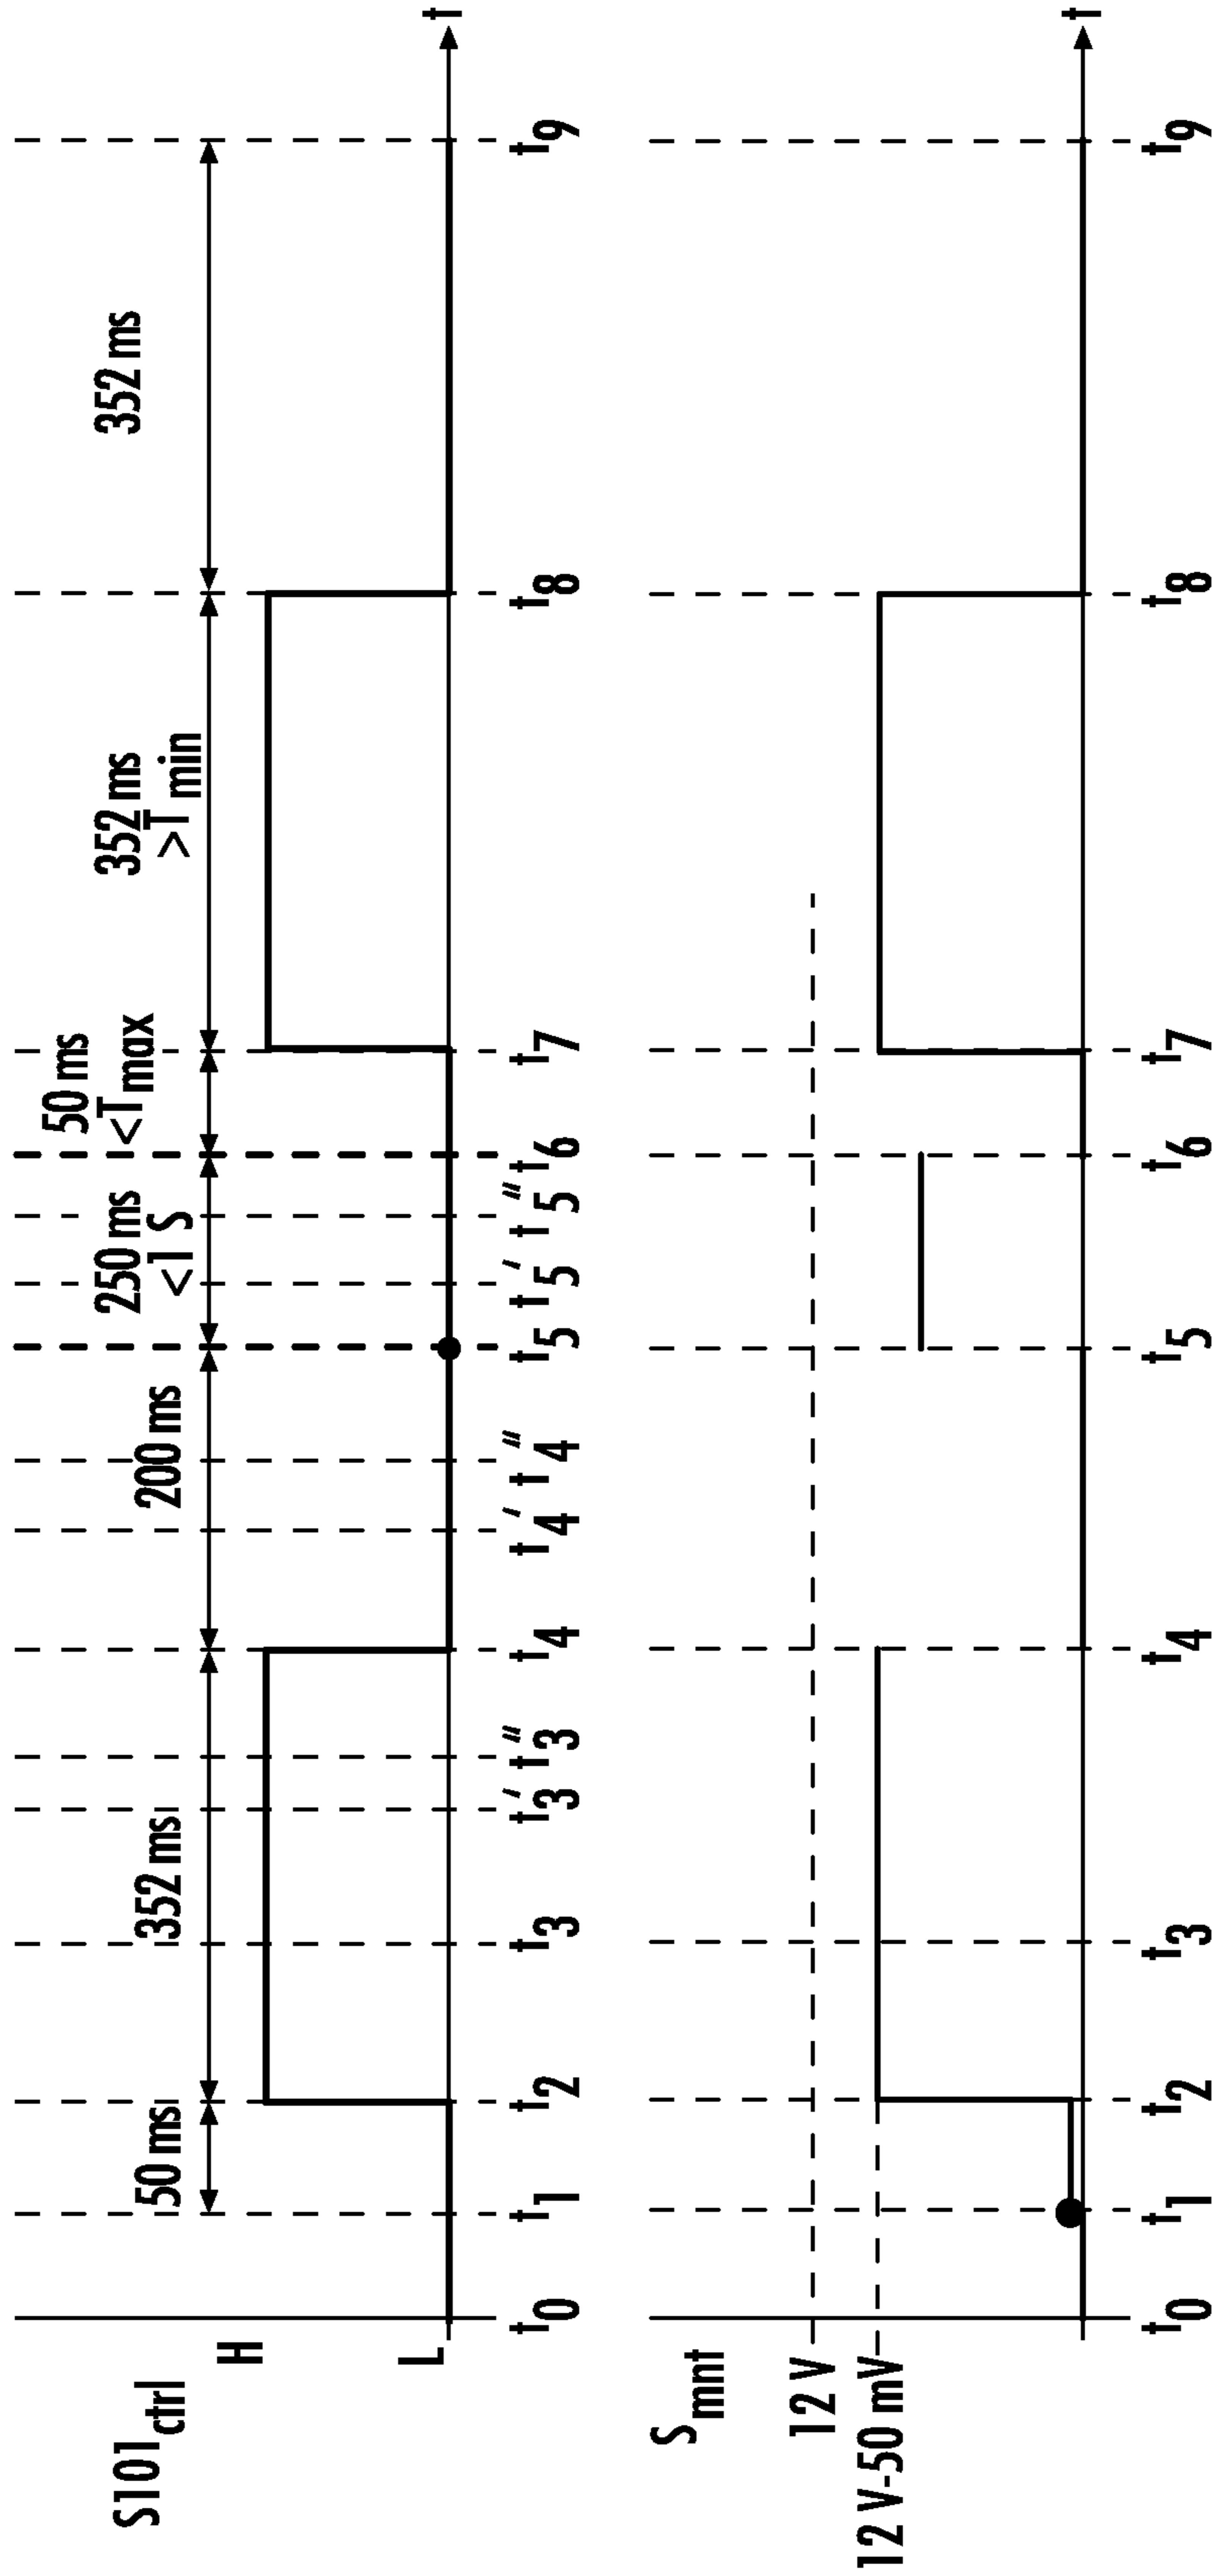 S101ctrl
H
L
50 ms
352 ms
200 ms
250 ms
<1 S
50 ms
<Tmax
352 ms
>Tmin
352 ms
t0 t1 t2 t3 t3' t3" t4 t4' t4" t5 t5' t5" t6 t7 t8 t9
t
Smnt
12 V
12 V-50 mV
t0 t1 t2 t3 t4 t5 t6 t7 t8 t9
t